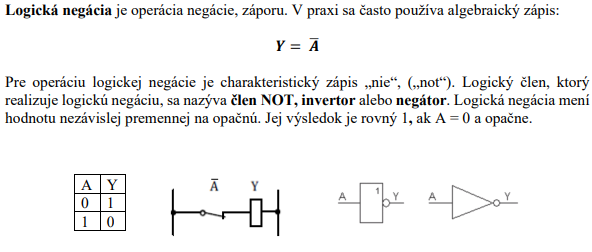 Logická negácia je operácia negácie, záporu. V praxi sa často používa algebraický zápis:
Y = A̅
Pre operáciu logickej negácie je charakteristický zápis „nie“, („not“). Logický člen, ktorý
realizuje logickú negáciu, sa nazýva člen NOT, invertor alebo negátor. Logická negácia mení
hodnotu nezávislej premennej na opačnú. Jej výsledok je rovný 1, ak A = 0 a opačne.
A Y
0 1
1 0
A̅ Y
A 1 Y
A Y